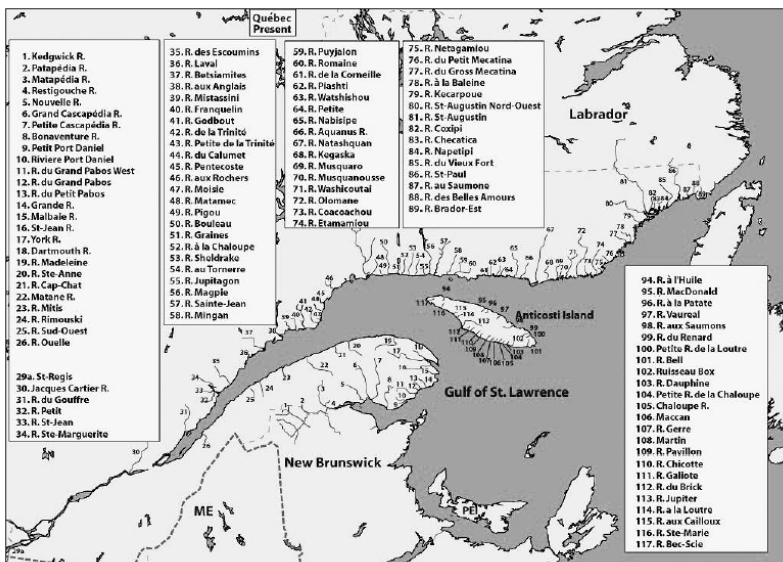 Québec
Present
1. Kedgwick R.
2. Patapédia R.
3. Matapédia R.
4. Restigouche R.
5. Nouvelle R.
6. Grand Cascapédia R.
7. Petite Cascapédia R.
8. Bonaventure R.
9. Petit Port Daniel
10. Riviere Port Daniel
11. R. du Grand Pabos West
12. R. du Grand Pabos
13. R. du Petit Pabos
14. Grande R.
15. Malbaie R.
16. St-Jean R.
17. York R.
18. Dartmouth R.
19. R. Madeleine
20. R. Ste-Anne
21. R. Cap-Chat
22. Matane R.
23. R. Mitis
24. R. Rimouski
25. R. Sud-Ouest
26. R. Ouelle
29a. St-Regis
30. Jacques Cartier R.
31. R. du Gouffre
32. R. Petit
33. R. St-Jean
34. R. Ste-Marguerite
35. R. des Escoumins
36. R. Laval
37. R. Betsiamites
38. R. aux Anglais
39. R. Mistassini
40. R. Franquelin
41. R. Godbout
42. R. de la Trinité
43. R. Petite de la Trinité
44. R. du Calumet
45. R. Pentecoste
46. R. aux Rochers
47. R. Moisie
48. R. Matamec
49. R. Pigou
50. R. Bouleau
51. R. Graines
52. R. à la Chaloupe
53. R. Sheldrake
54. R. au Tornerre
55. R. Jupitagon
56. R. Magpie
57. R. Sainte-Jean
58. R. Mingan
59. R. Puyjalon
60. R. Romaine
61. R. de la Corneille
62. R. Piashti
63. R. Watshishou
64. R. Petite
65. R. Nabisipe
66. R. Aquanus R.
67. R. Natashquan
68. R. Kegaska
69. R. Musquaro
70. R. Musquanousse
71. R. Washicoutai
72. R. Olomane
73. R. Coacoachou
74. R. Etamamiou
75. R. Netagamiou
76. R. du Petit Mecatina
77. R. du Gross Mecatina
78. R. à la Baleine
79. R. Kecarpoue
80. R. St-Augustin Nord-Ouest
81. R. St-Augustin
82. R. Coxipi
83. R. Checatica
84. R. Napetipi
85. R. du Vieux Fort
86. R. St-Paul
87. R. au Saumone
88. R. des Belles Amours
89. R. Brador-Est
Labrador
Anticosti Island
Gulf of St. Lawrence
New Brunswick
ME
PEI
94. R. à l'Huile
95. R. MacDonald
96. R. à la Patate
97. R. Vaureal
98. R. aux Saumons
99. R. du Renard
100. Petite R. de la Loutre
101. R. Bell
102. Ruisseau Box
103. R. Dauphine
104. Petite R. de la Chaloupe
105. Chaloupe R.
106. Maccan
107. R. Gerre
108. Martin
109. R. Pavillon
110. R. Chicotte
111. R. Galiote
112. R. du Brick
113. R. Jupiter
114. R. a la Loutre
115. R. aux Cailloux
116. R. Ste-Marie
117. R. Bec-Scie